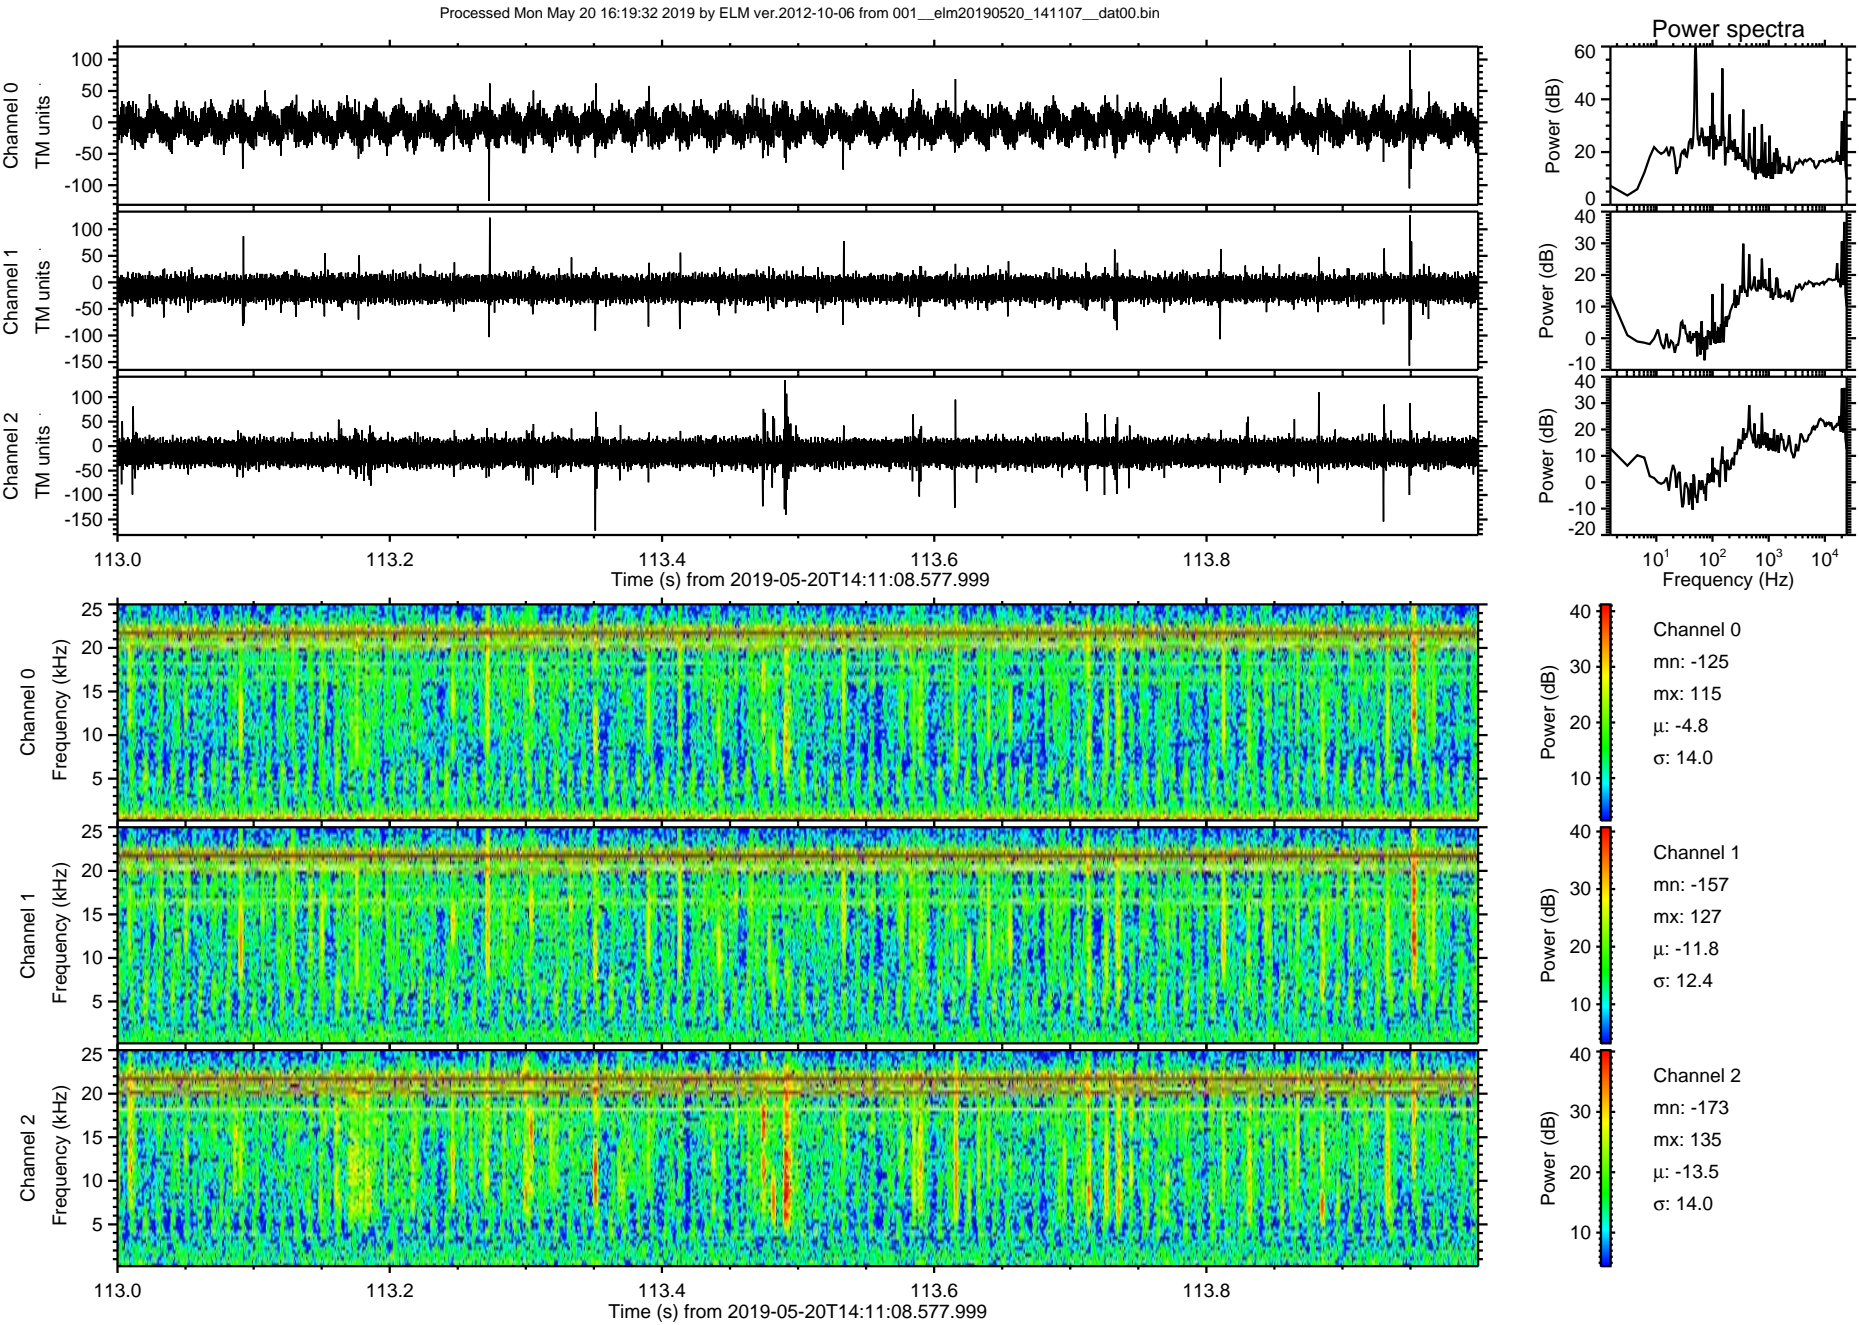 Processed Mon May 20 16:19:32 2019 by ELM ver.2012-10-06 from 001__elm20190520_141107__dat00.bin
Power spectra
Channel 0
TM units
100
50
0
-50
-100
Power (dB)
60
40
20
0
Channel 1
TM units
100
50
0
-50
-100
-150
Power (dB)
40
30
20
10
0
-10
Channel 2
TM units
100
50
0
-50
-100
-150
Power (dB)
40
30
20
10
0
-10
-20
113.0 113.2 113.4 113.6 113.8
Time (s) from 2019-05-20T14:11:08.577.999
10¹ 10² 10³ 10⁴
Frequency (Hz)
Channel 0
Frequency (kHz)
25
20
15
10
5
Power (dB)
40
30
20
10
Channel 0
mn: -125
mx: 115
μ: -4.8
σ: 14.0
Channel 1
Frequency (kHz)
25
20
15
10
5
Power (dB)
40
30
20
10
Channel 1
mn: -157
mx: 127
μ: -11.8
σ: 12.4
Channel 2
Frequency (kHz)
25
20
15
10
5
Power (dB)
40
30
20
10
Channel 2
mn: -173
mx: 135
μ: -13.5
σ: 14.0
113.0 113.2 113.4 113.6 113.8
Time (s) from 2019-05-20T14:11:08.577.999